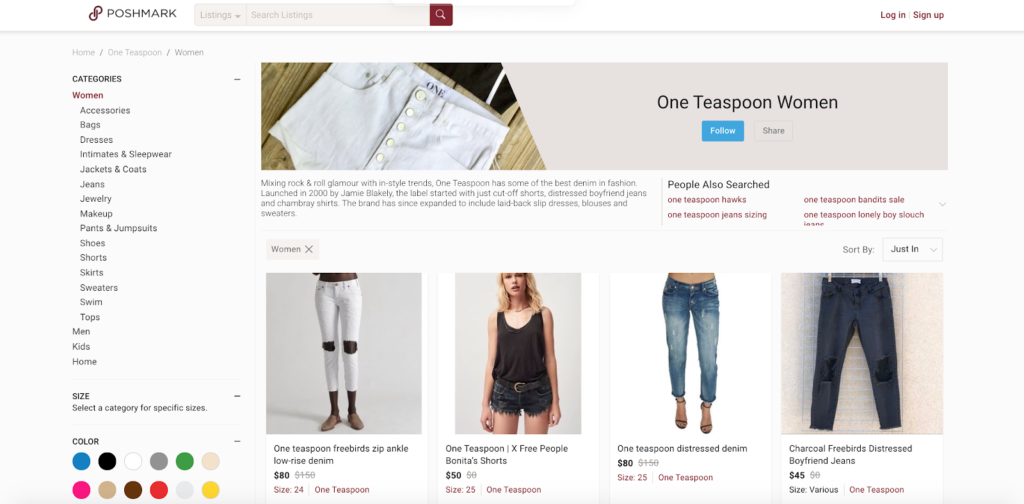 POSHMARK
Listings
Search Listings
Log in | Sign up
Home / One Teaspoon / Women
CATEGORIES
Women
Accessories
Bags
Dresses
Intimates & Sleepwear
Jackets & Coats
Jeans
Jewelry
Makeup
Pants & Jumpsuits
Shoes
Shorts
Skirts
Sweaters
Swim
Tops
Men
Kids
Home
SIZE
Select a category for specific sizes.
COLOR
ONE
One Teaspoon Women
Follow
Share
Mixing rock & roll glamour with in-style trends, One Teaspoon has some of the best denim in fashion.
Launched in 2000 by Jamie Blakely, the label started with just cut-off shorts, distressed boyfriend jeans
and chambray shirts. The brand has since expanded to include laid-back slip dresses, blouses and
sweaters.
People Also Searched
one teaspoon hawks
one teaspoon bandits sale
one teaspoon jeans sizing
one teaspoon lonely boy slouch
jeans
Women
Sort By:
Just In
One teaspoon freebirds zip ankle
low-rise denim
$80 $150
Size: 24 | One Teaspoon
One Teaspoon | X Free People
Bonita's Shorts
$50 $0
Size: 25 | One Teaspoon
One teaspoon distressed denim
$80 $150
Size: 25 | One Teaspoon
Charcoal Freebirds Distressed
Boyfriend Jeans
$45 $0
Size: Various | One Teaspoon